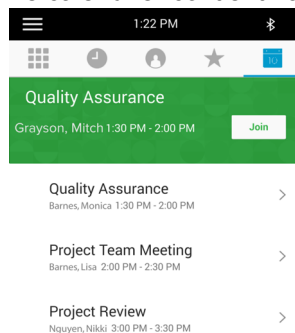 1:22 PM
10
Quality Assurance
Grayson, Mitch 1:30 PM - 2:00 PM
Join
Quality Assurance
Barnes, Monica 1:30 PM - 2:00 PM
Project Team Meeting
Barnes, Lisa 2:00 PM - 2:30 PM
Project Review
Nguyen, Nikki 3:00 PM - 3:30 PM